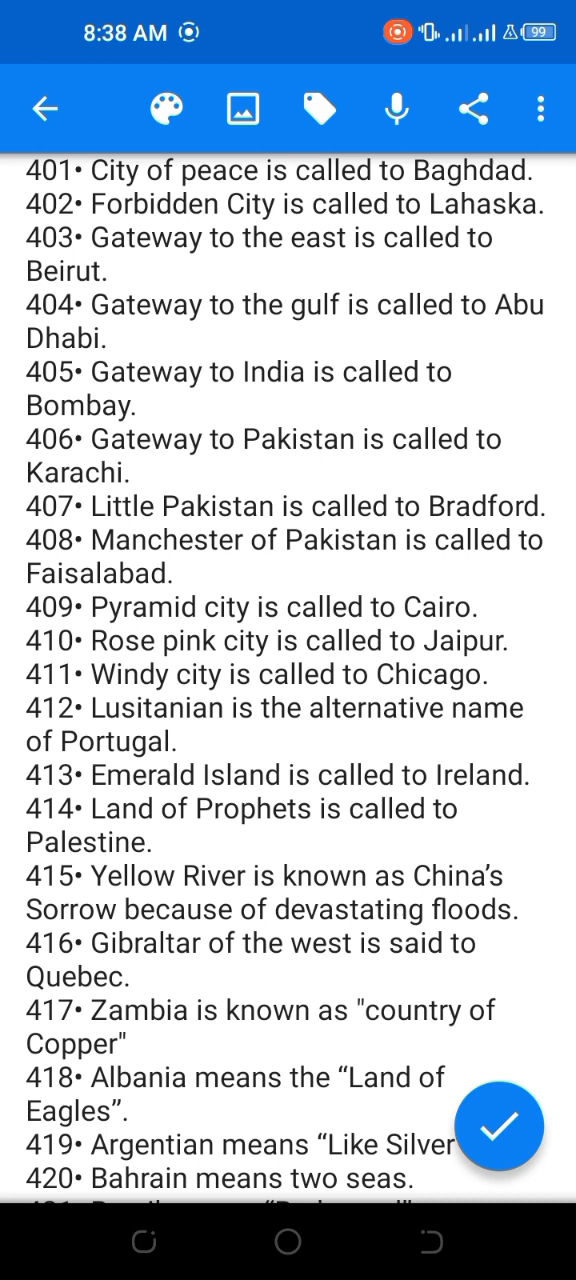 8:38 AM
99
401• City of peace is called to Baghdad.
402• Forbidden City is called to Lahaska.
403• Gateway to the east is called to
Beirut.
404• Gateway to the gulf is called to Abu
Dhabi.
405• Gateway to India is called to
Bombay.
406• Gateway to Pakistan is called to
Karachi.
407• Little Pakistan is called to Bradford.
408• Manchester of Pakistan is called to
Faisalabad.
409• Pyramid city is called to Cairo.
410• Rose pink city is called to Jaipur.
411• Windy city is called to Chicago.
412• Lusitanian is the alternative name
of Portugal.
413• Emerald Island is called to Ireland.
414• Land of Prophets is called to
Palestine.
415• Yellow River is known as China’s
Sorrow because of devastating floods.
416• Gibraltar of the west is said to
Quebec.
417• Zambia is known as "country of
Copper"
418• Albania means the “Land of
Eagles”.
419• Argentian means “Like Silver
420• Bahrain means two seas.